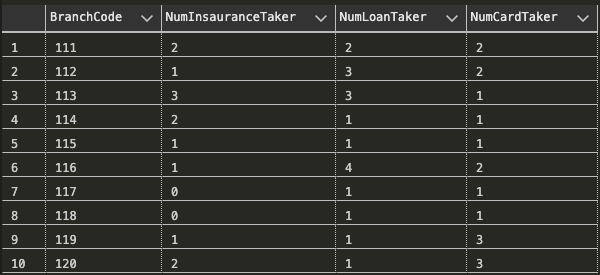 BranchCode NumInsauranceTaker NumLoanTaker NumCardTaker
1 111 2 2 2
2 112 1 3 2
3 113 3 3 1
4 114 2 1 1
5 115 1 1 1
6 116 1 4 2
7 117 0 1 1
8 118 0 1 1
9 119 1 1 3
10 120 2 1 3